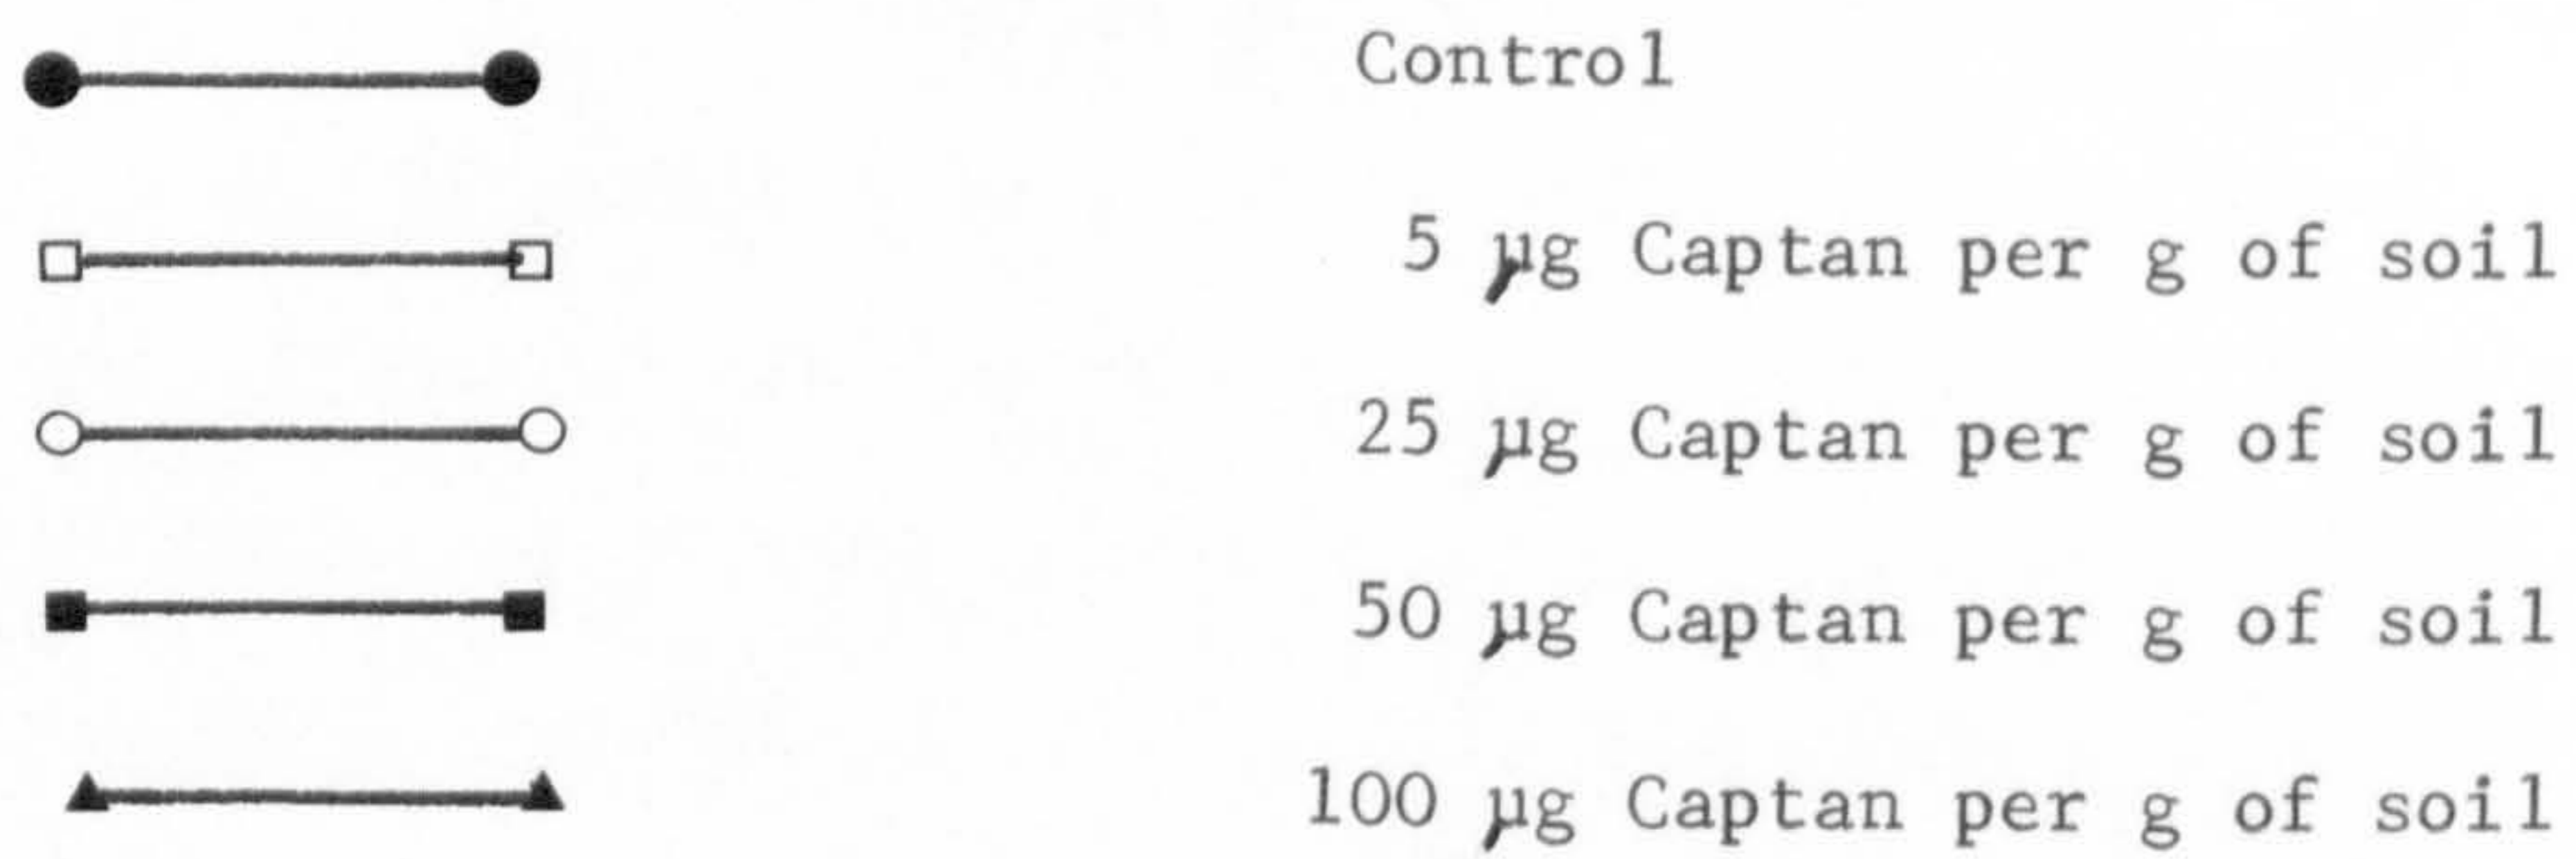 Control
5 µg Captan per g of soil
25 µg Captan per g of soil
50 µg Captan per g of soil
100 µg Captan per g of soil